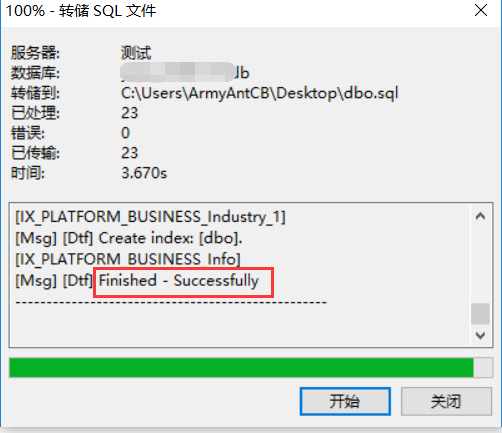 100% - 转储 SQL 文件
服务器: 测试
数据库: db
转储到: C:\Users\ArmyAntCB\Desktop\dbo.sql
已处理: 23
错误: 0
已传输: 23
时间: 3.670s
[IX_PLATFORM_BUSINESS_Industry_1]
[Msg] [Dtf] Create index: [dbo].
[IX_PLATFORM_BUSINESS_Info]
[Msg] [Dtf] Finished - Successfully
--------------------------------------------------
开始 关闭